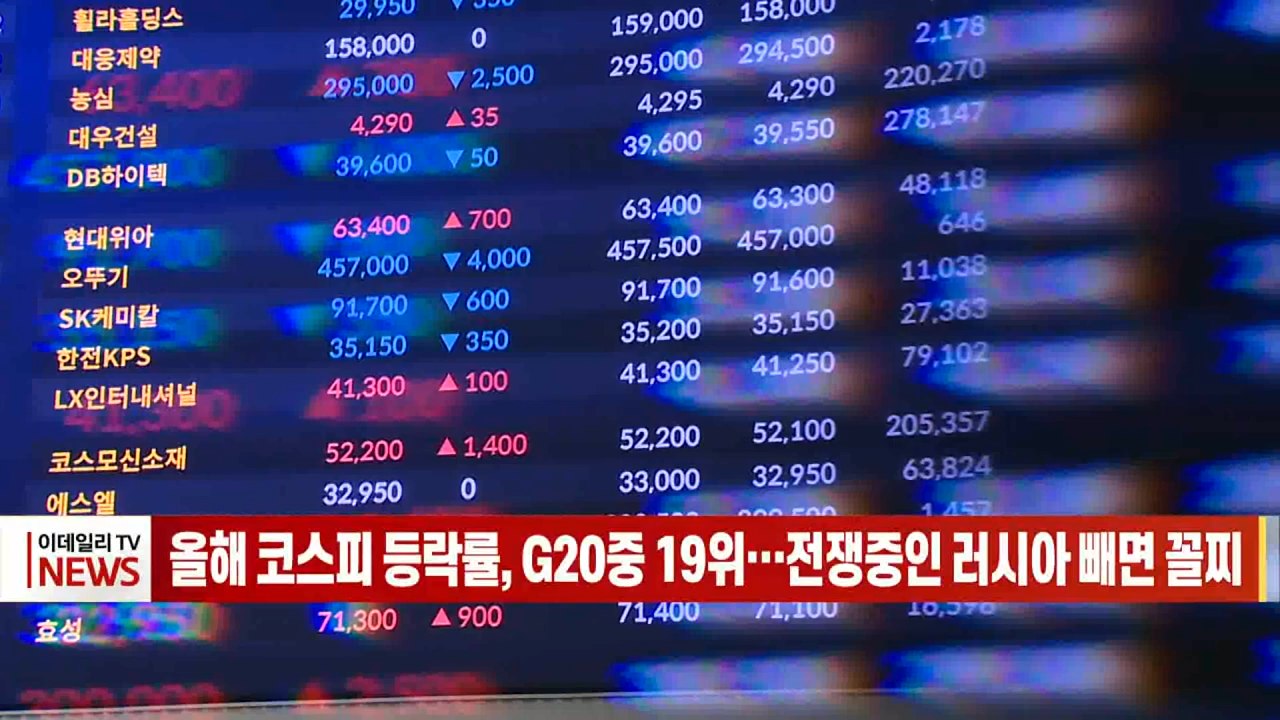 휠라홀딩스 29,950 ▼ 350 159,000 158,000
대웅제약 158,000 0 295,000 294,500 2,178
농심 295,000 ▼ 2,500 4,295 4,290 220,270
대우건설 4,290 ▲ 35 39,600 39,550 278,147
DB하이텍 39,600 ▼ 50
현대위아 63,400 ▲ 700 63,400 63,300 48,118
오뚜기 457,000 ▼ 4,000 457,500 457,000 646
SK케미칼 91,700 ▼ 600 91,700 91,600 11,038
한전KPS 35,150 ▼ 350 35,200 35,150 27,363
LX인터내셔널 41,300 ▲ 100 41,300 41,250 79,102
코스모신소재 52,200 ▲ 1,400 52,200 52,100 205,357
에스엘 32,950 0 33,000 32,950 63,824
이데일리 TV
NEWS
올해 코스피 등락률, G20중 19위…전쟁중인 러시아 빼면 꼴찌
효성 71,300 ▲ 900 71,400 71,100